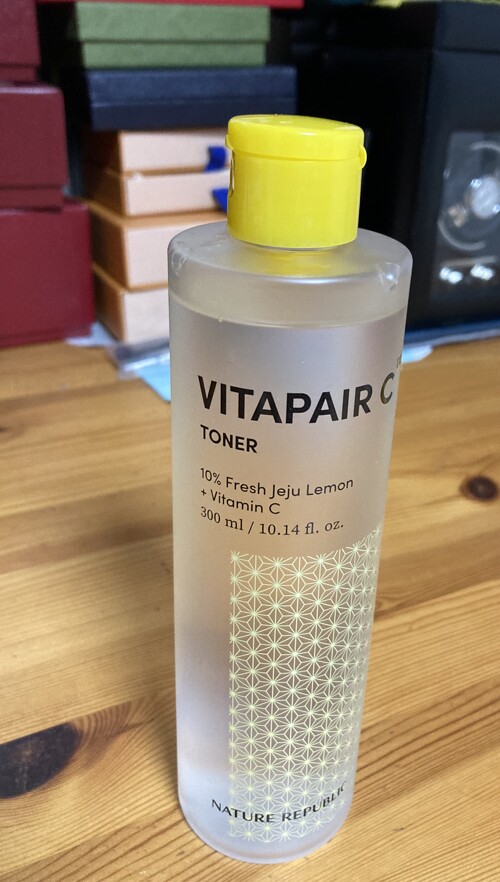 VITAPAIR C
TONER
10% Fresh Jeju Lemon
+ Vitamin C
300 ml / 10.14 fl. oz.
NATURE REPUBLIC